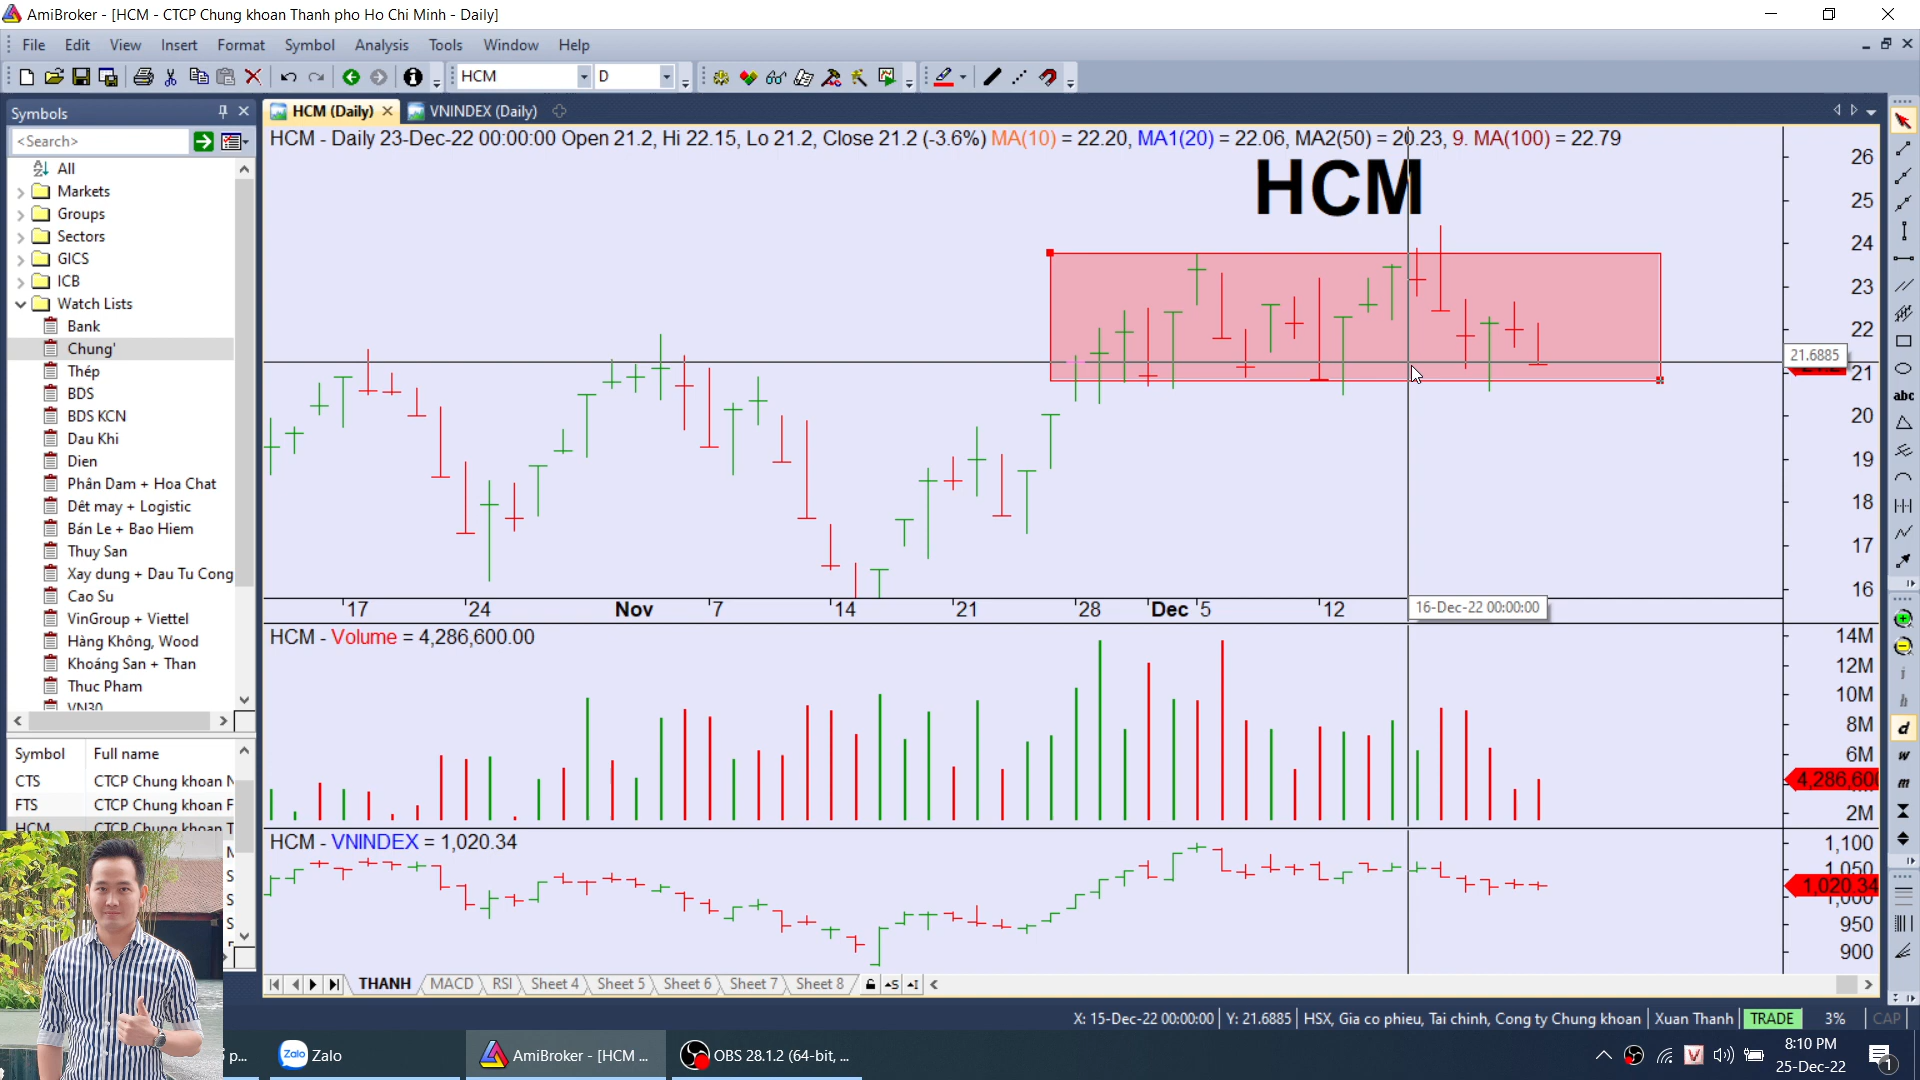 AmiBroker - [HCM - CTCP Chung khoan Thanh pho Ho Chi Minh - Daily]
File Edit View Insert Format Symbol Analysis Tools Window Help
HCM D
Symbols
HCM (Daily) VNINDEX (Daily)
<Search>
HCM - Daily 23-Dec-22 00:00:00 Open 21.2, Hi 22.15, Lo 21.2, Close 21.2 (-3.6%) MA(10) = 22.20, MA1(20) = 22.06, MA2(50) = 20.23, 9. MA(100) = 22.79
HCM
All
Markets
Groups
Sectors
GICS
ICB
Watch Lists
Bank
Chung'
Thép
BDS
BDS KCN
Dau Khi
Dien
Phân Dam + Hoa Chat
Dêt may + Logistic
Bán Le + Bao Hiem
Thuy San
Xay dung + Dau Tu Cong
Cao Su
VinGroup + Viettel
Hàng Không, Wood
Khoáng San + Than
Thuc Pham
VN30
26
25
24
23
22
21.6885
21
20
19
18
17
16
17 24 Nov 7 14 21 28 Dec 5 12 16-Dec-22 00:00:00
HCM - Volume = 4,286,600.00
14M
12M
10M
8M
6M
4,286,600
2M
HCM - VNINDEX = 1,020.34
1,100
1,050
1,020.34
1,000
950
900
Symbol Full name
CTS CTCP Chung khoan N
FTS CTCP Chung khoan F
HCM CTCP Chung khoan T
THANH MACD RSI Sheet 4 Sheet 5 Sheet 6 Sheet 7 Sheet 8
abc
i
h
d
w
m
X: 15-Dec-22 00:00:00 Y: 21.6885 HSX, Gia co phieu, Tai chinh, Cong ty Chung khoan Xuan Thanh TRADE 3% CAP
p... Zalo Zalo AmiBroker - [HCM ... OBS 28.1.2 (64-bit, ...
V
8:10 PM
25-Dec-22
1